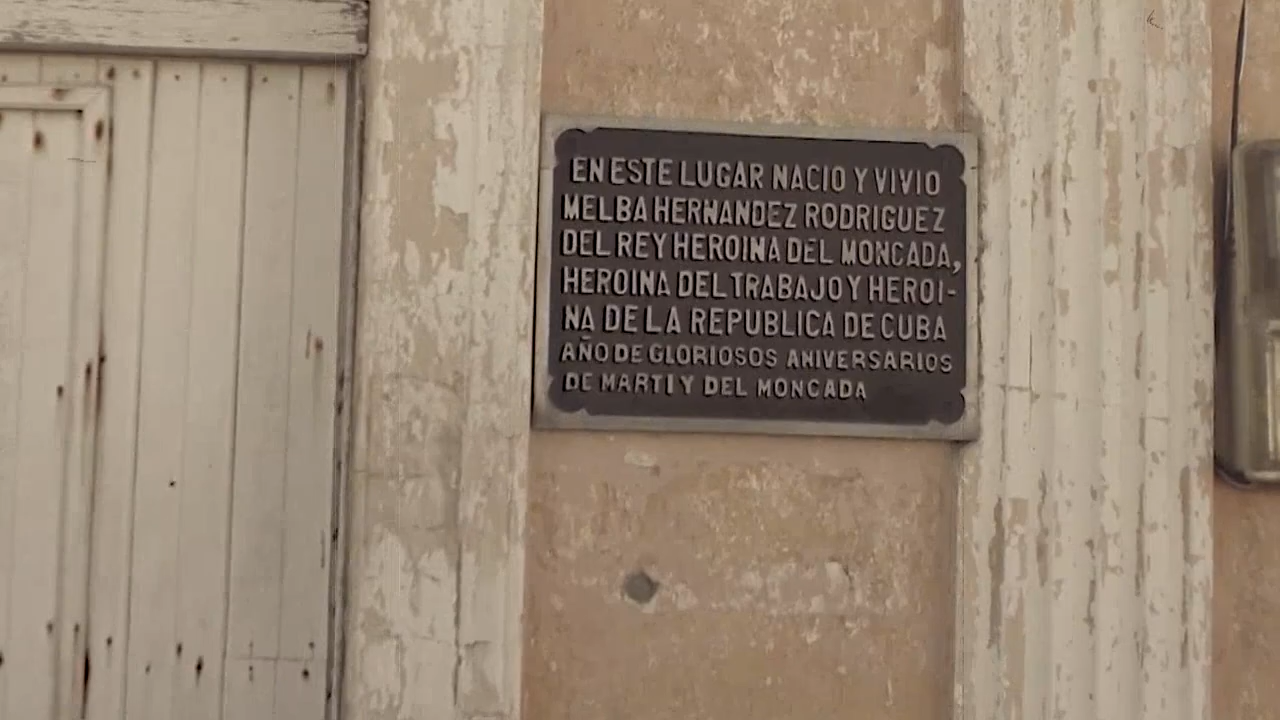 EN ESTE LUGAR NACIO Y VIVIO
MELBA HERNANDEZ RODRIGUEZ
DEL REY HEROINA DEL MONCADA,
HEROINA DEL TRABAJO Y HEROI-
NA DE LA REPUBLICA DE CUBA
AÑO DE GLORIOSOS ANIVERSARIOS
DE MARTI Y DEL MONCADA